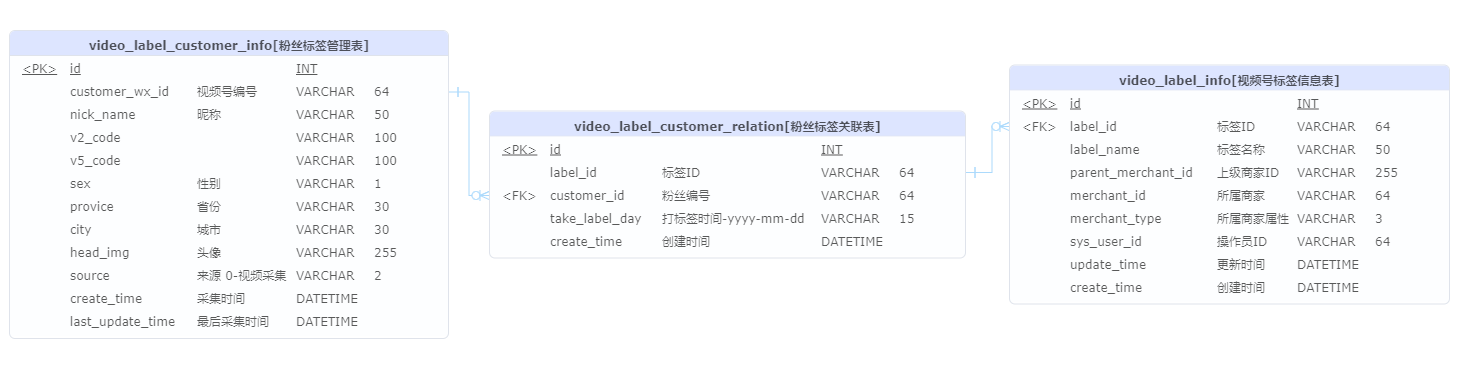 video_label_customer_info[粉丝标签管理表]
<PK> id INT
customer_wx_id 视频号编号 VARCHAR 64
nick_name 昵称 VARCHAR 50
v2_code VARCHAR 100
v5_code VARCHAR 100
sex 性别 VARCHAR 1
provice 省份 VARCHAR 30
city 城市 VARCHAR 30
head_img 头像 VARCHAR 255
source 来源 0-视频采集 VARCHAR 2
create_time 采集时间 DATETIME
last_update_time 最后采集时间 DATETIME
video_label_customer_relation[粉丝标签关联表]
<PK> id INT
label_id 标签ID VARCHAR 64
<FK> customer_id 粉丝编号 VARCHAR 64
take_label_day 打标签时间-yyyy-mm-dd VARCHAR 15
create_time 创建时间 DATETIME
video_label_info[视频号标签信息表]
<PK> id INT
<FK> label_id 标签ID VARCHAR 64
label_name 标签名称 VARCHAR 50
parent_merchant_id 上级商家ID VARCHAR 255
merchant_id 所属商家 VARCHAR 64
merchant_type 所属商家属性 VARCHAR 3
sys_user_id 操作员ID VARCHAR 64
update_time 更新时间 DATETIME
create_time 创建时间 DATETIME